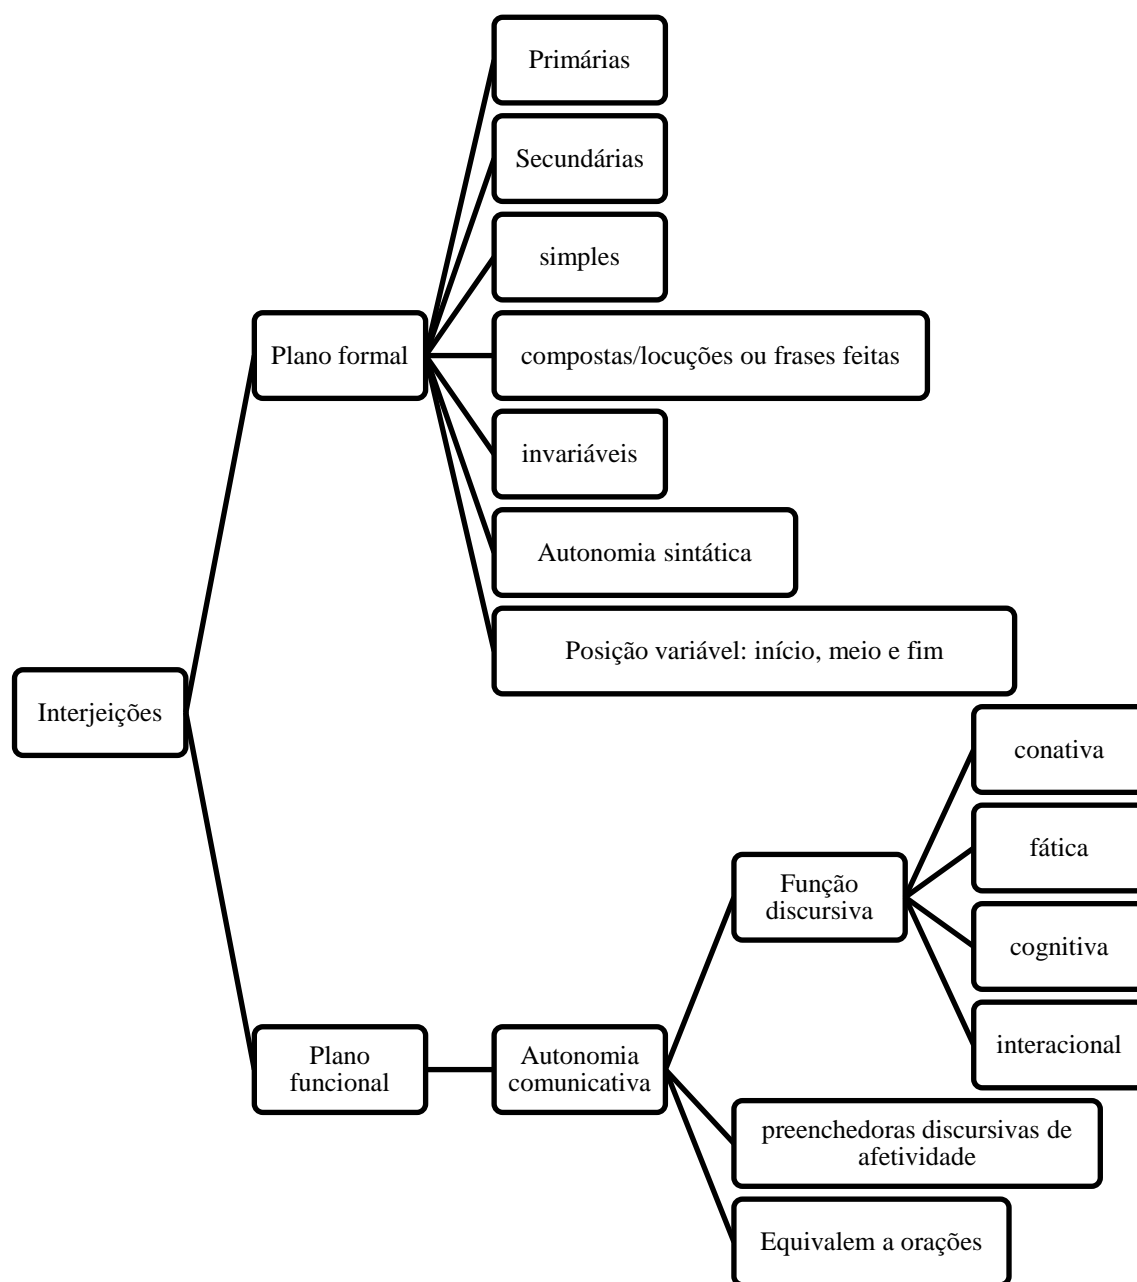 Primárias
Secundárias
simples
Plano formal
compostas/locuções ou frases feitas
invariáveis
Autonomia sintática
Posição variável: início, meio e fim
Interjeições
conativa
fática
Função
discursiva
cognitiva
interacional
Plano
funcional
Autonomia
comunicativa
preenchedoras discursivas de
afetividade
Equivalem a orações